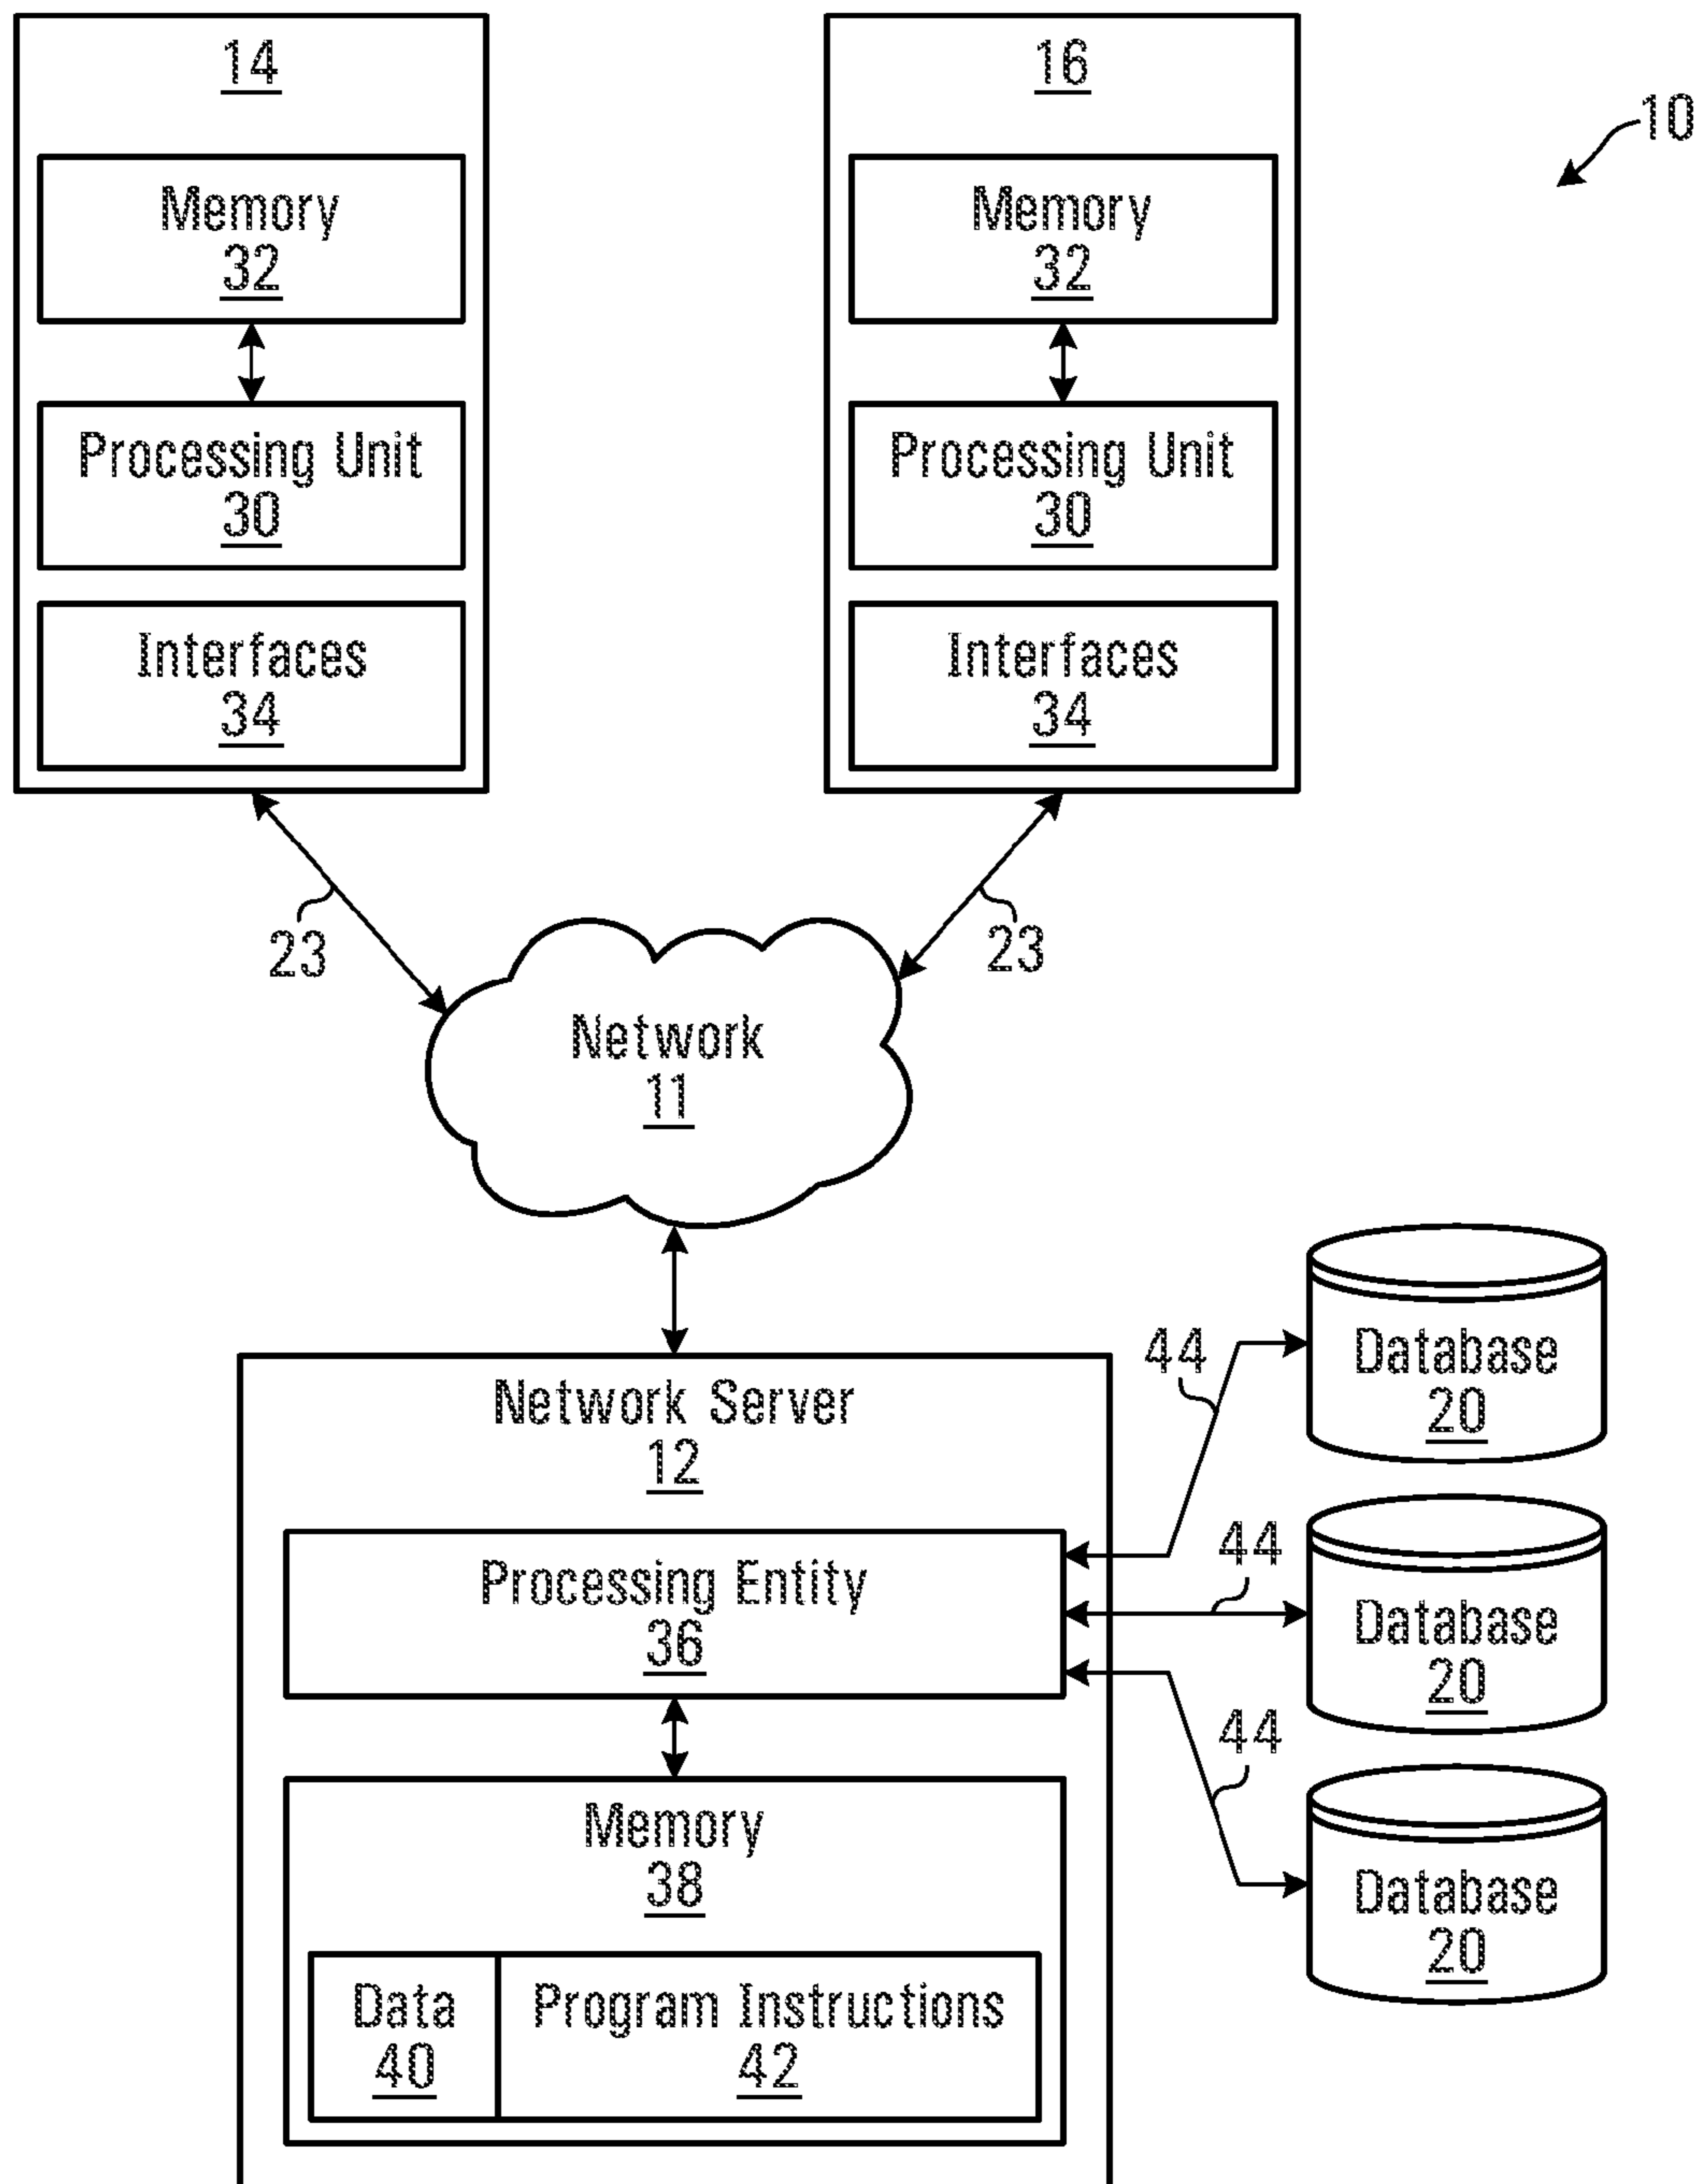 14
Memory
32
Processing Unit
30
Interfaces
34
16
Memory
32
Processing Unit
30
Interfaces
34
10
23
23
Network
11
Network Server
12
Processing Entity
36
Memory
38
Data
40
Program Instructions
42
44
Database
20
44
Database
20
44
Database
20